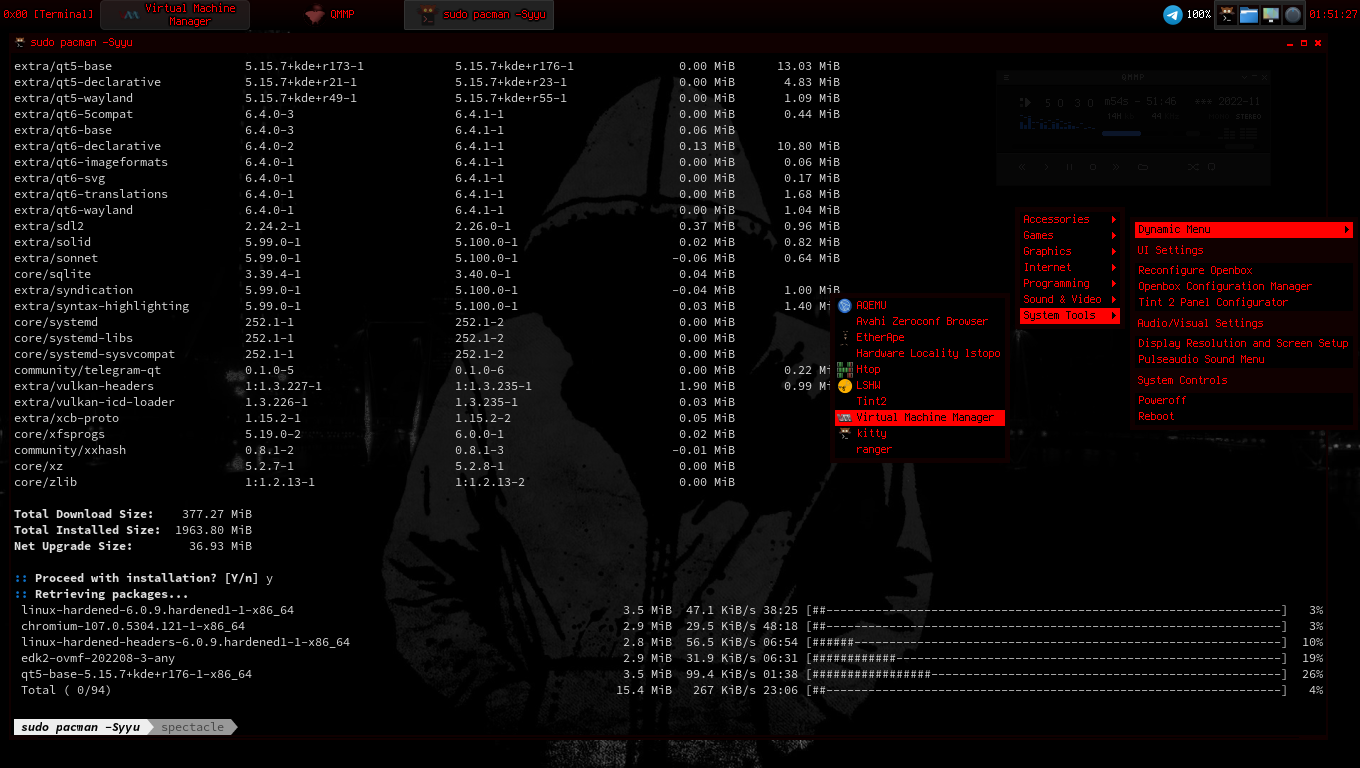 0x00 [Terminal]
Virtual Machine
Manager
QMMP
sudo pacman -Syyu
100%
01:51:27
sudo pacman -Syyu
extra/qt5-base 5.15.7+kde+r173-1 5.15.7+kde+r176-1 0.00 MiB 13.03 MiB
extra/qt5-declarative 5.15.7+kde+r21-1 5.15.7+kde+r23-1 0.00 MiB 4.83 MiB
extra/qt5-wayland 5.15.7+kde+r49-1 5.15.7+kde+r55-1 0.00 MiB 1.09 MiB
extra/qt6-5compat 6.4.0-3 6.4.1-1 0.00 MiB 0.44 MiB
extra/qt6-base 6.4.0-3 6.4.1-1 0.06 MiB
extra/qt6-declarative 6.4.0-2 6.4.1-1 0.13 MiB 10.80 MiB
extra/qt6-imageformats 6.4.0-1 6.4.1-1 0.00 MiB 0.06 MiB
extra/qt6-svg 6.4.0-1 6.4.1-1 0.00 MiB 0.17 MiB
extra/qt6-translations 6.4.0-1 6.4.1-1 0.00 MiB 1.68 MiB
extra/qt6-wayland 6.4.0-1 6.4.1-1 0.00 MiB 1.04 MiB
extra/sdl2 2.24.2-1 2.26.0-1 0.37 MiB 0.96 MiB
extra/solid 5.99.0-1 5.100.0-1 0.02 MiB 0.82 MiB
extra/sonnet 5.99.0-1 5.100.0-1 -0.06 MiB 0.64 MiB
core/sqlite 3.39.4-1 3.40.0-1 0.04 MiB
extra/syndication 5.99.0-1 5.100.0-1 -0.04 MiB 1.00 MiB
extra/syntax-highlighting 5.99.0-1 5.100.0-1 0.03 MiB 1.40
core/systemd 252.1-1 252.1-2 0.00 MiB
core/systemd-libs 252.1-1 252.1-2 0.00 MiB
core/systemd-sysvcompat 252.1-1 252.1-2 0.00 MiB
community/telegram-qt 0.1.0-5 0.1.0-6 0.00 MiB 0.22
extra/vulkan-headers 1:1.3.227-1 1:1.3.235-1 1.90 MiB 0.99
extra/vulkan-icd-loader 1.3.226-1 1.3.235-1 0.03 MiB
extra/xcb-proto 1.15.2-1 1.15.2-2 0.05 MiB
core/xfsprogs 5.19.0-2 6.0.0-1 0.02 MiB
community/xxhash 0.8.1-2 0.8.1-3 -0.01 MiB
core/xz 5.2.7-1 5.2.8-1 0.00 MiB
core/zlib 1:1.2.13-1 1:1.2.13-2 0.00 MiB
Total Download Size: 377.27 MiB
Total Installed Size: 1963.80 MiB
Net Upgrade Size: 36.93 MiB
:: Proceed with installation? [Y/n] y
:: Retrieving packages...
linux-hardened-6.0.9.hardened1-1-x86_64 3.5 MiB 47.1 KiB/s 38:25 [##-----------------------------------------------------------------] 3%
chromium-107.0.5304.121-1-x86_64 2.9 MiB 29.5 KiB/s 48:18 [##-----------------------------------------------------------------] 3%
linux-hardened-headers-6.0.9.hardened1-1-x86_64 2.8 MiB 56.5 KiB/s 06:54 [######-------------------------------------------------------------] 10%
edk2-ovmf-202208-3-any 2.9 MiB 31.9 KiB/s 06:31 [############-------------------------------------------------------] 19%
qt5-base-5.15.7+kde+r176-1-x86_64 3.5 MiB 99.4 KiB/s 01:38 [#################--------------------------------------------------] 26%
Total ( 0/94) 15.4 MiB 267 KiB/s 23:06 [##-----------------------------------------------------------------] 4%
sudo pacman -Syyu
spectacle
QMMP
50 30
m54s - 51:46
*** 2022-11
STEREO
AQEMU
Avahi Zeroconf Browser
EtherApe
Hardware Locality lstopo
Htop
LSHW
Tint2
Virtual Machine Manager
kitty
ranger
Accessories
Games
Graphics
Internet
Programming
Sound & Video
System Tools
Dynamic Menu
UI Settings
Reconfigure Openbox
Openbox Configuration Manager
Tint 2 Panel Configurator
Audio/Visual Settings
Display Resolution and Screen Setup
Pulseaudio Sound Menu
System Controls
Poweroff
Reboot